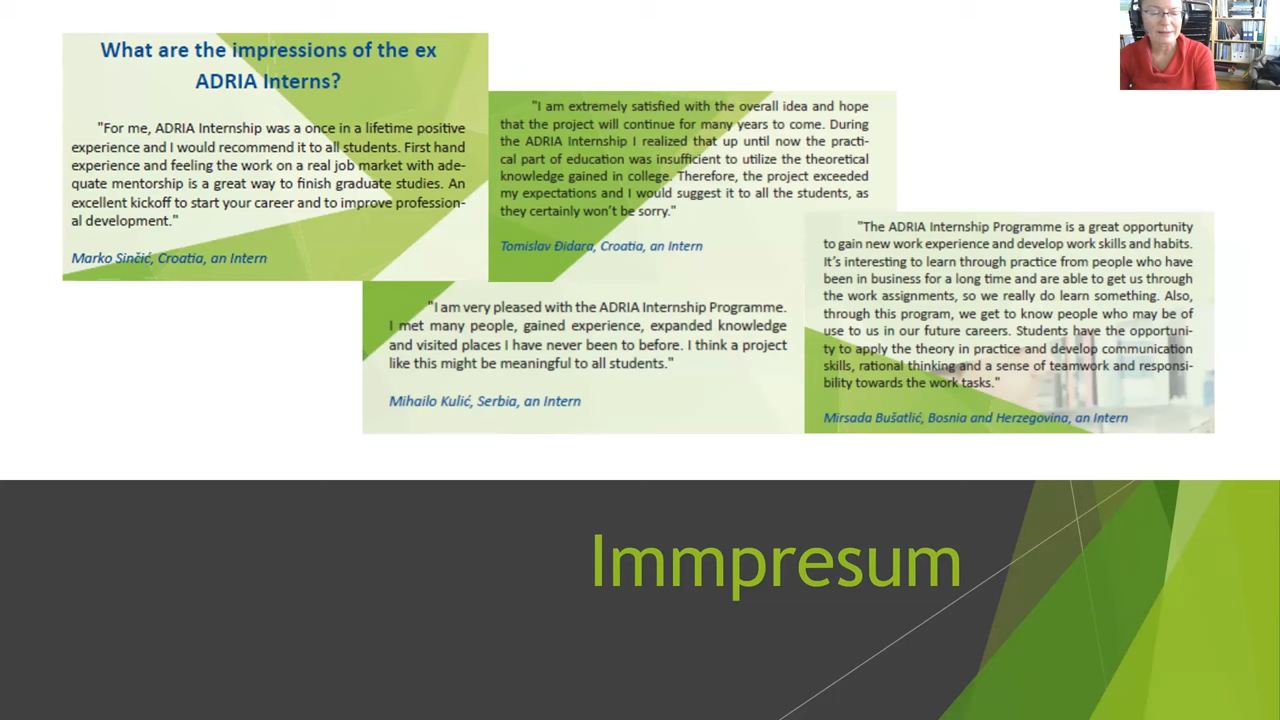 What are the impressions of the ex
ADRIA Interns?
"For me, ADRIA Internship was a once in a lifetime positive
experience and I would recommend it to all students. First hand
experience and feeling the work on a real job market with ade-
quate mentorship is a great way to finish graduate studies. An
excellent kickoff to start your career and to improve profession-
al development."
Marko Sinčić, Croatia, an Intern
"I am extremely satisfied with the overall idea and hope
that the project will continue for many years to come. During
the ADRIA Internship I realized that up until now the practi-
cal part of education was insufficient to utilize the theoretical
knowledge gained in college. Therefore, the project exceeded
my expectations and I would suggest it to all the students, as
they certainly won't be sorry."
Tomislav Đidara, Croatia, an Intern
"I am very pleased with the ADRIA Internship Programme.
I met many people, gained experience, expanded knowledge
and visited places I have never been to before. I think a project
like this might be meaningful to all students."
Mihailo Kulić, Serbia, an Intern
"The ADRIA Internship Programme is a great opportunity
to gain new work experience and develop work skills and habits.
It's interesting to learn through practice from people who have
been in business for a long time and are able to get us through
the work assignments, so we really do learn something. Also,
through this program, we get to know people who may be of
use to us in our future careers. Students have the opportuni-
ty to apply the theory in practice and develop communication
skills, rational thinking and a sense of teamwork and responsi-
bility towards the work tasks."
Mirsada Bušatlić, Bosnia and Herzegovina, an Intern
Immpresum